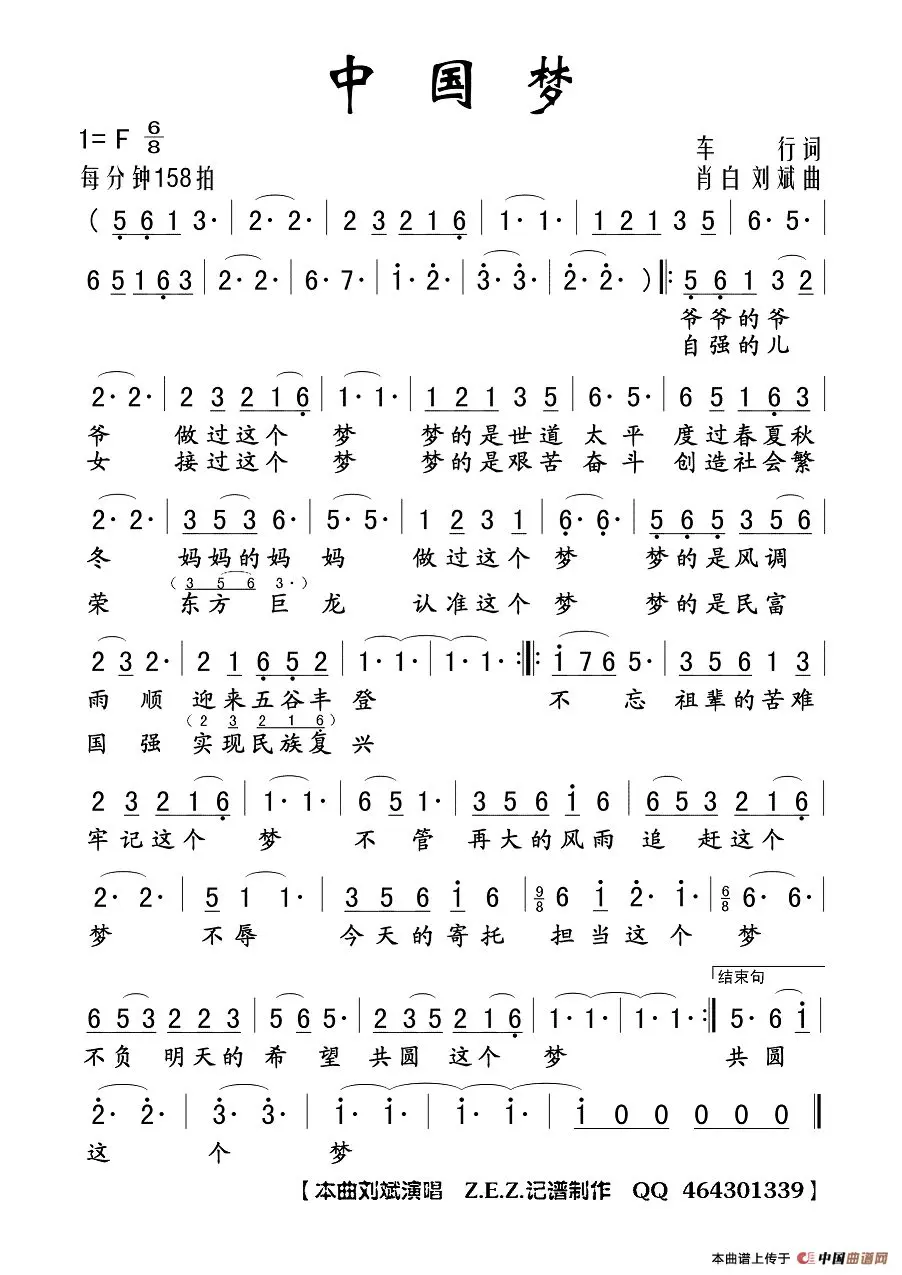 中国梦
1= F 6/8
车 行 词
每分钟158拍
肖白 刘斌 曲
( 5 6 1 3· | 2· 2· | 2 3 2 1 6 | 1· 1· | 1 2 1 3 5 | 6· 5· |
6 5 1 6 3 | 2· 2· | 6· 7· | 1· 2· | 3· 3· | 2· 2· ) ‖: 5 6 1 3 2 |
爷爷的爷
自强的儿
2· 2· | 2 3 2 1 6 | 1· 1· | 1 2 1 3 5 | 6· 5· | 6 5 1 6 3 |
爷 做过这个 梦 梦的是世道 太平 度过春夏秋
女 接过这个 梦 梦的是艰苦 奋斗 创造社会繁
2· 2· | 3 5 3 6· | 5· 5· | 1 2 3 1 | 6· 6· | 5 6 5 3 5 6 |
冬 妈妈的妈 妈 做过这个 梦 梦的是风调
( 3 5 6 3· )
荣 东方 巨 龙 认准这个 梦 梦的是民富
2 3 2· | 2 1 6 5 2 | 1· 1· | 1· 1· :‖: 1 7 6 5· | 3 5 6 1 3 |
雨 顺 迎来五谷丰 登 不 忘 祖辈的苦难
( 2 3 2 1 6 )
国 强 实现民族复 兴
2 3 2 1 6 | 1· 1· | 6 5 1· | 3 5 6 1 6 | 6 5 3 2 1 6 |
牢记这个 梦 不 管 再大的风雨 追 赶这个
2· 2· | 5 1 1· | 3 5 6 1 6 | 9/8 6 1 2· 1· | 6/8 6· 6· |
梦 不辱 今天的寄托 担当这个 梦
结束句
6 5 3 2 2 3 | 5 6 5· | 2 3 5 2 1 6 | 1· 1· | 1· 1· :‖ 5· 6 1 |
不负 明天的 希 望 共圆 这个 梦 共圆
2· 2· | 3· 3· | 1· 1· | 1· 1· | 1 0 0 0 0 0 ‖
这 个 梦
【本曲刘斌演唱 Z.E.Z.记谱制作 QQ 464301339】
本曲谱上传于 中国曲谱网